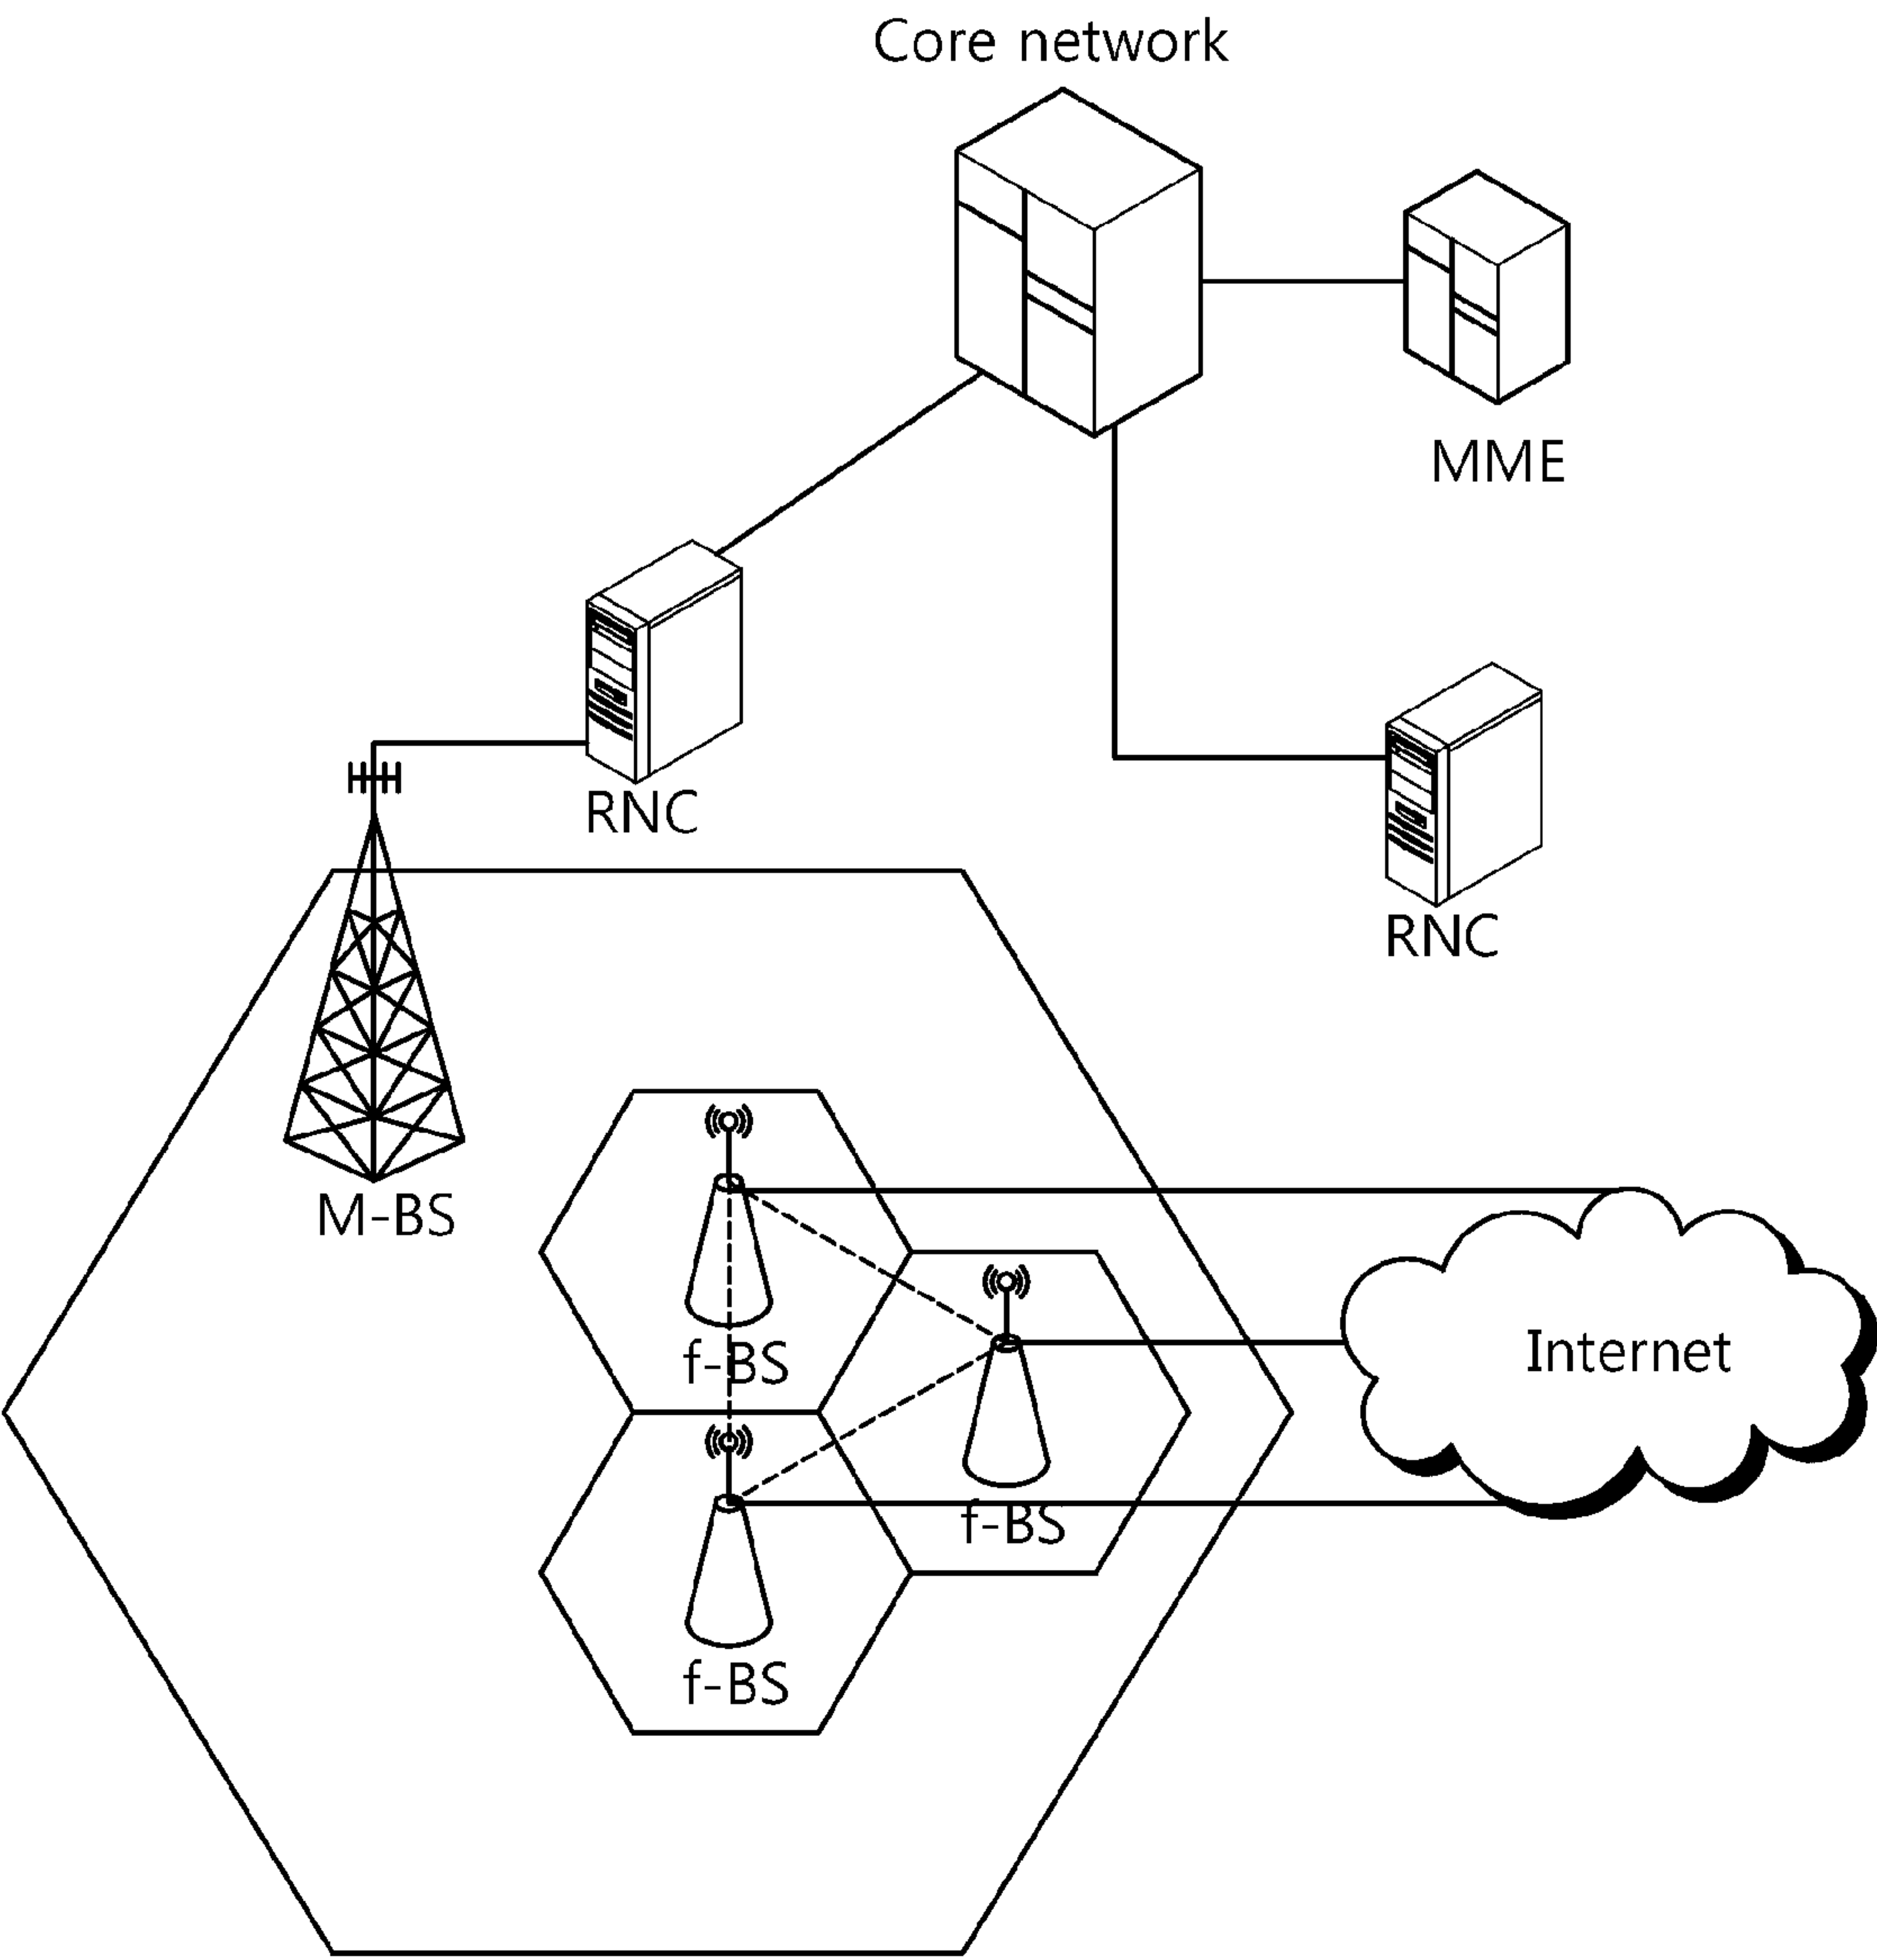 Core network
MME
RNC
RNC
M-BS
f-BS
Internet
f-BS
f-BS